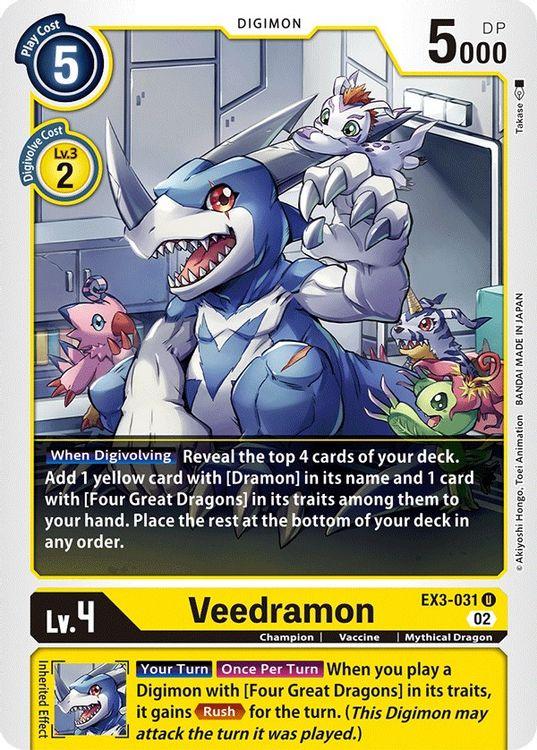 Play Cost
5
DIGIMON
DP
5000
Takase
Digivolve Cost
Lv.3
2
When Digivolving Reveal the top 4 cards of your deck.
Add 1 yellow card with [Dramon] in its name and 1 card
with [Four Great Dragons] in its traits among them to
your hand. Place the rest at the bottom of your deck in
any order.
© Akiyoshi Hongo, Toei Animation BANDAI MADE IN JAPAN
Lv.4
Veedramon
EX3-031 U
02
Champion | Vaccine | Mythical Dragon
Inherited Effect
Your Turn Once Per Turn When you play a
Digimon with [Four Great Dragons] in its traits,
it gains Rush for the turn. (This Digimon may
attack the turn it was played.)